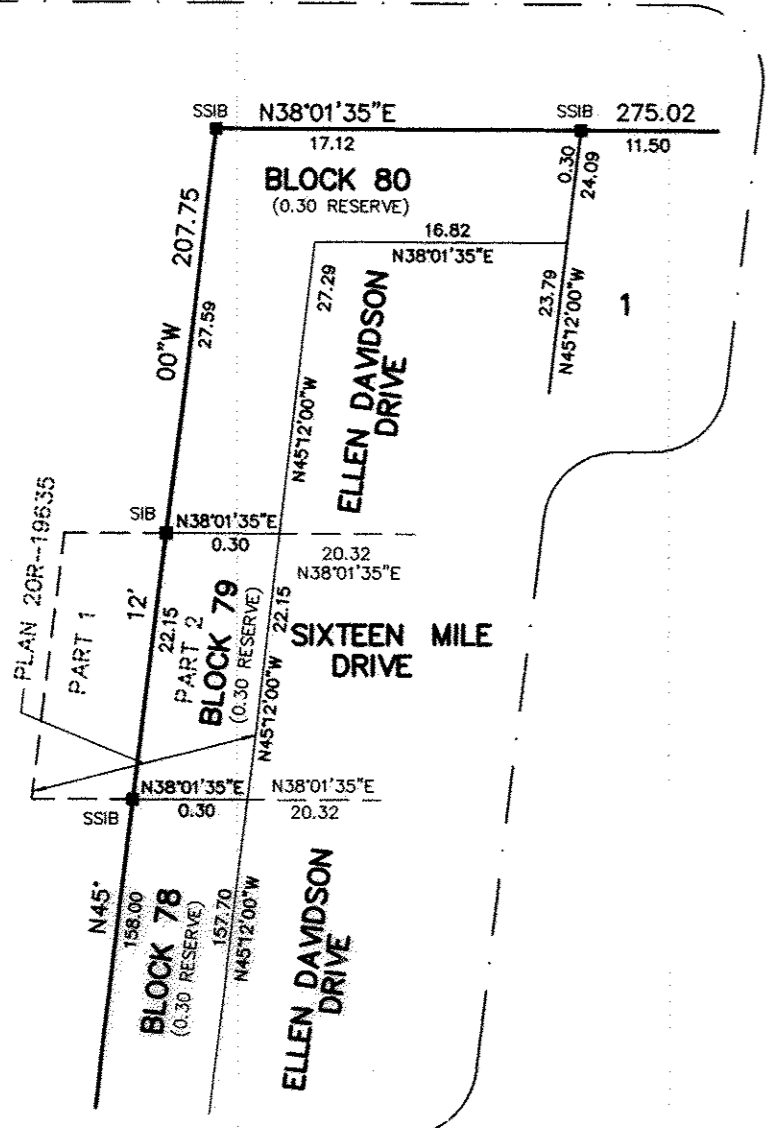 SSIB N38°01'35"E SSIB 275.02
17.12 11.50
BLOCK 80
(0.30 RESERVE)
0.30
24.09
16.82
N38°01'35"E
207.75
27.59
00"W
27.29
N45°12'00"W
ELLEN DAVIDSON
DRIVE
23.79
N45°12'00"W
1
SIB N38°01'35"E
0.30
20.32
N38°01'35"E
PLAN 20R-19635
PART 1
12'
22.15
PART 2
BLOCK 79
(0.30 RESERVE)
22.15
N45°12'00"W
SIXTEEN MILE
DRIVE
SSIB N38°01'35"E
0.30
N38°01'35"E
20.32
N45°
158.00
BLOCK 78
(0.30 RESERVE)
157.70
N45°12'00"W
ELLEN DAVIDSON
DRIVE